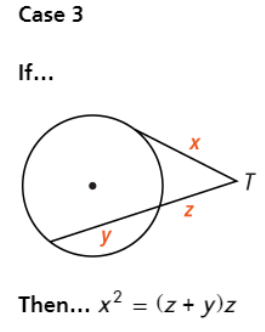 Case 3
If...
x
T
z
y
Then... x² = (z + y)z